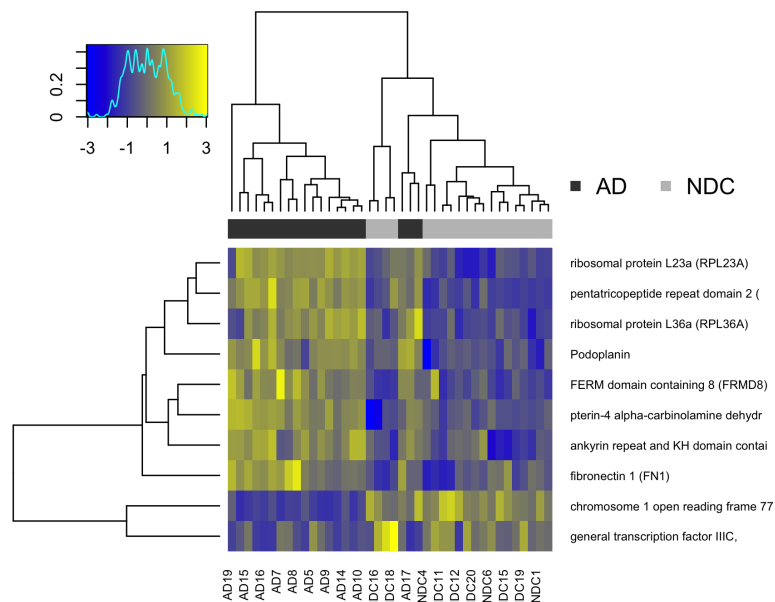 0.2
0
-3 -1 1 3
AD NDC
ribosomal protein L23a (RPL23A)
pentatricopeptide repeat domain 2 (
ribosomal protein L36a (RPL36A)
Podoplanin
FERM domain containing 8 (FRMD8)
pterin-4 alpha-carbinolamine dehydr
ankyrin repeat and KH domain contai
fibronectin 1 (FN1)
chromosome 1 open reading frame 77
general transcription factor IIIC,
AD19 AD15 AD16 AD7 AD8 AD5 AD9 AD14 AD10 DC16 DC18 AD17 NDC4 DC11 DC12 DC20 NDC6 DC15 DC19 NDC1